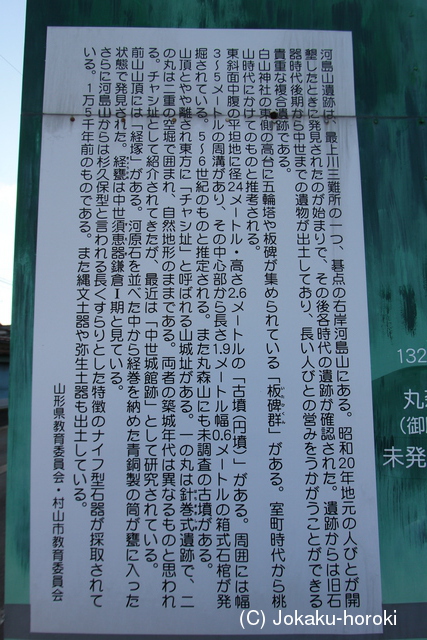 河島山遺跡は、最上川三難所の一つ、碁点の右岸河島山にある。昭和20年地元の人びとが開
墾したときに発見されたのが始まりで、その後各時代の遺跡が確認された。遺跡からは旧石
器時代後期から中世までの遺物が出土しており、長い人びとの営みをうかがうことができる
貴重な複合遺跡である。
白山神社の東側の高台に五輪塔や板碑が集められている「板碑群」がある。室町時代から桃
山時代にかけてのものと推考される。
東斜面中腹の平坦地に径24メートル・高さ2.6メートルの「古墳(円墳)」がある。周囲には幅
3～5メートルの周溝があり、その中心部から長さ1.9メートル幅0.6メートルの箱式石棺が発
掘されている。5～6世紀のものと推定される。また丸森山にも未調査の古墳がある。
山頂とやや離され東方に「チャシ址」と呼ばれる山城址がある。一の丸は針巻式遺跡で、二
の丸は二重の空堀で囲まれ、自然地形のままである。両者の築城年代は異なるものと思われ
る。チャシ址として紹介されてきたが、最近は「中世城館跡」として研究されている。
前山山頂には「経塚」がある。河原石を並べた中から経巻を納めた青銅製の筒が甕に入った
状態で発見された。経甕は中世須恵器鎌倉Ⅰ期と見ている。
さらに河島山からは杉久保型と言われる長くすらりとした特徴のナイフ型石器が採取されて
いる。1万5千年前のものである。また縄文土器や弥生土器も出土している。
山形県教育委員会・村山市教育委員会
132
丸
(御
未発
(C) Jokaku-horoki